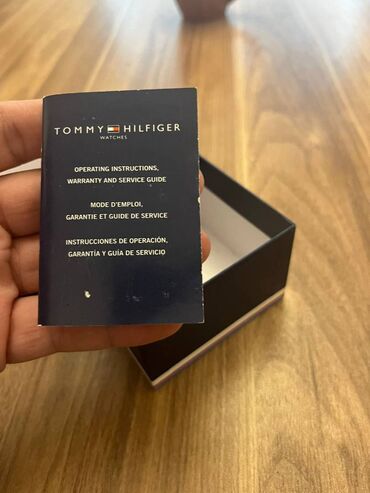 TOMMY HILFIGER
WATCHES
OPERATING INSTRUCTIONS,
WARRANTY AND SERVICE GUIDE
MODE D'EMPLOI,
GARANTIE ET GUIDE DE SERVICE
INSTRUCCIONES DE OPERACIÓN,
GARANTÍA Y GUÍA DE SERVICIO